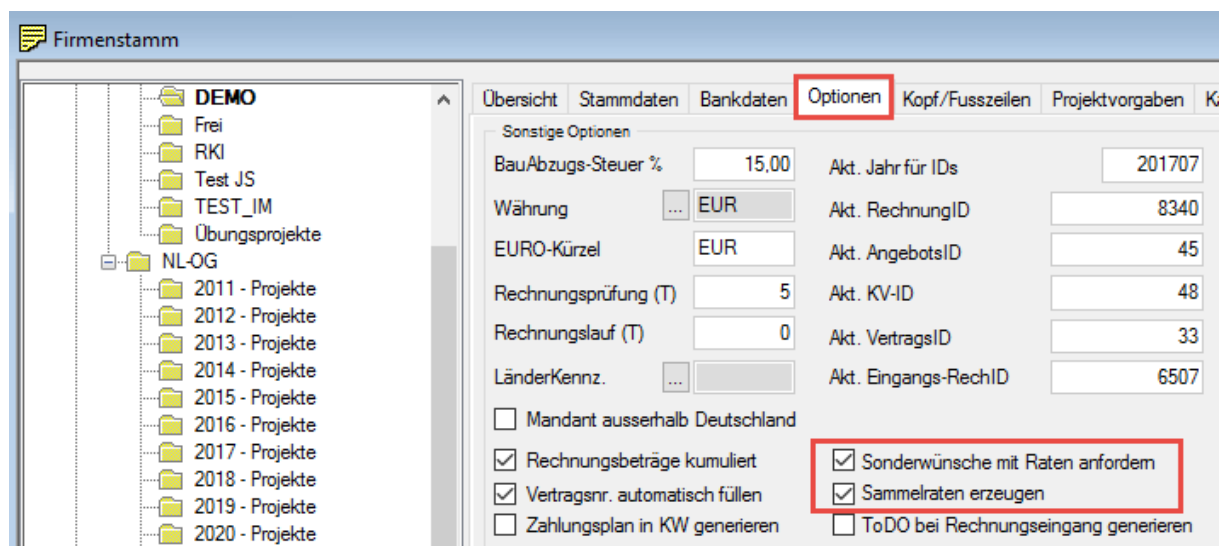 Firmenstamm
DEMO
Frei
RKI
Test JS
TEST_IM
Übungsprojekte
NL-OG
2011 - Projekte
2012 - Projekte
2013 - Projekte
2014 - Projekte
2015 - Projekte
2016 - Projekte
2017 - Projekte
2018 - Projekte
2019 - Projekte
2020 - Projekte
Übersicht Stammdaten Bankdaten Optionen Kopf/Fusszeilen Projektvorgaben
Sonstige Optionen
BauAbzugs-Steuer % 15,00 Akt. Jahr für IDs 201707
Währung ... EUR Akt. RechnungID 8340
EURO-Kürzel EUR Akt. AngebotsID 45
Rechnungsprüfung (T) 5 Akt. KV-ID 48
Rechnungslauf (T) 0 Akt. VertragsID 33
LänderKennz. ... Akt. Eingangs-RechID 6507
Mandant ausserhalb Deutschland
Rechnungsbeträge kumuliert Sonderwünsche mit Raten anfordern
Vertragsnr. automatisch füllen Sammelraten erzeugen
Zahlungsplan in KW generieren ToDO bei Rechnungseingang generieren